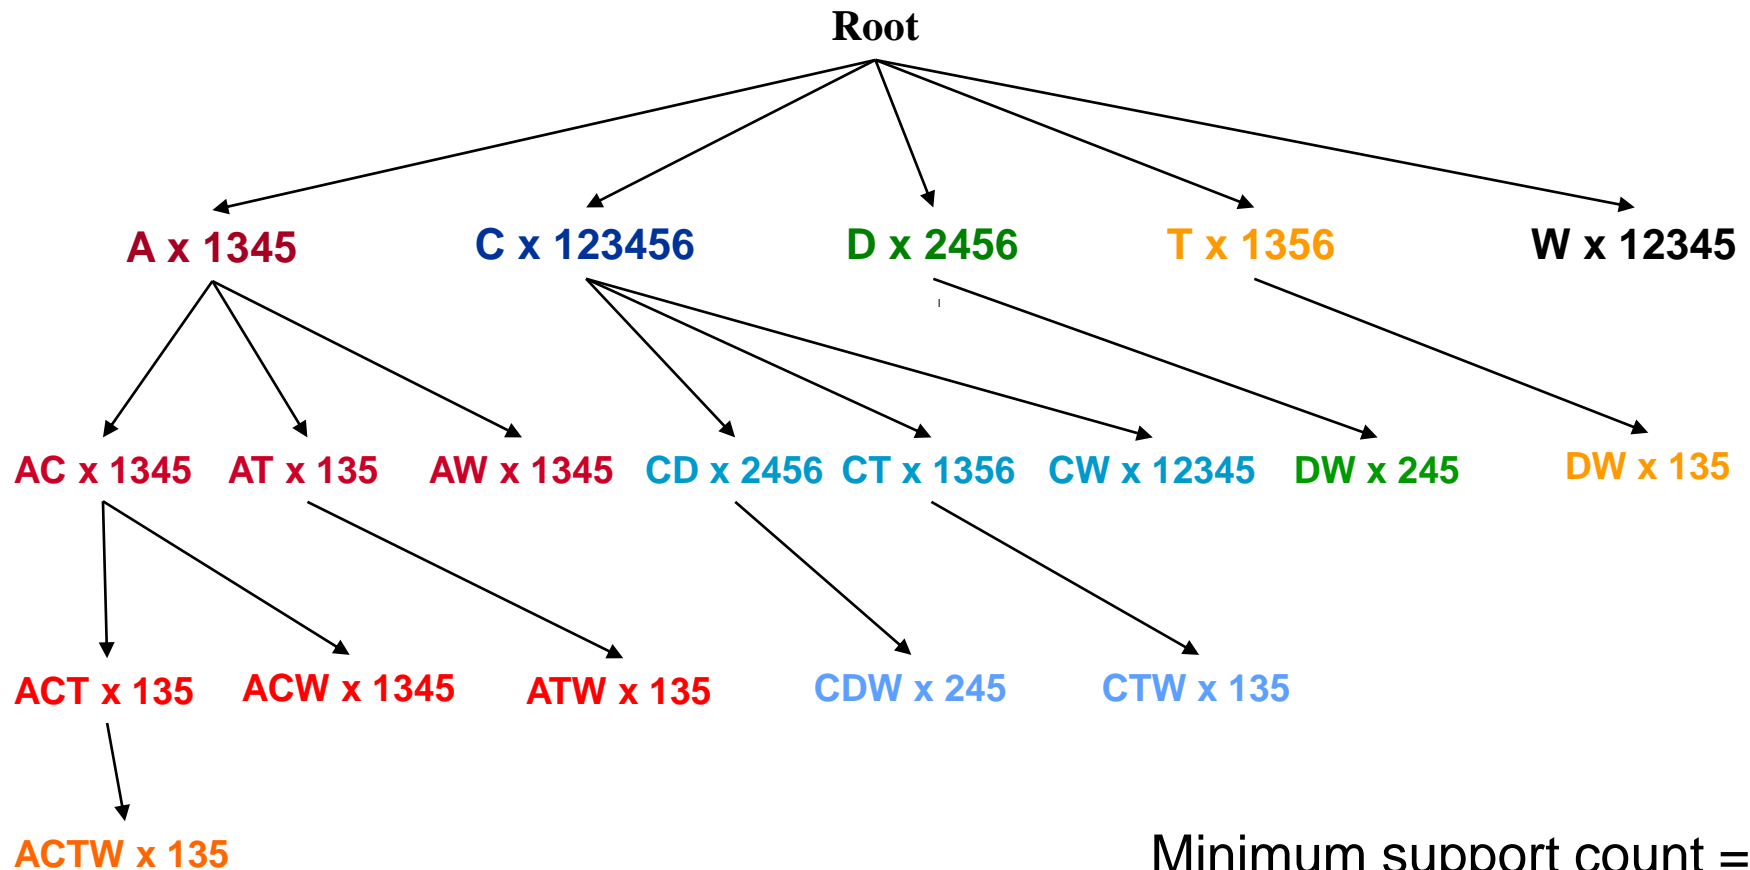 Root
A x 1345
C x 123456
D x 2456
T x 1356
W x 12345
AC x 1345
AT x 135
AW x 1345
CD x 2456
CT x 1356
CW x 12345
DW x 245
DW x 135
ACT x 135
ACW x 1345
ATW x 135
CDW x 245
CTW x 135
ACTW x 135
Minimum support count =